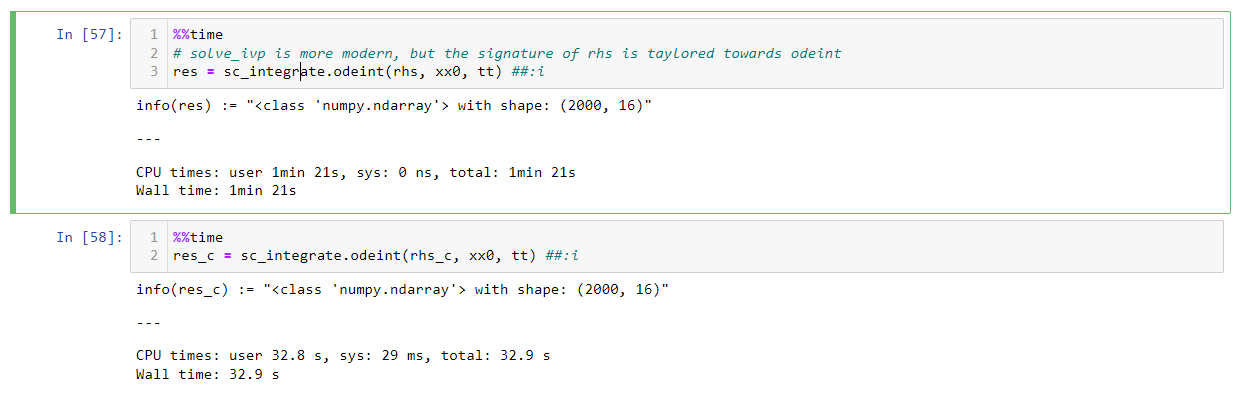 In [57]:
1 %%time
2 # solve_ivp is more modern, but the signature of rhs is taylored towards odeint
3 res = sc_integrate.odeint(rhs, xx0, tt) ##:i
info(res) := "<class 'numpy.ndarray'> with shape: (2000, 16)"
---
CPU times: user 1min 21s, sys: 0 ns, total: 1min 21s
Wall time: 1min 21s
In [58]:
1 %%time
2 res_c = sc_integrate.odeint(rhs_c, xx0, tt) ##:i
info(res_c) := "<class 'numpy.ndarray'> with shape: (2000, 16)"
---
CPU times: user 32.8 s, sys: 29 ms, total: 32.9 s
Wall time: 32.9 s